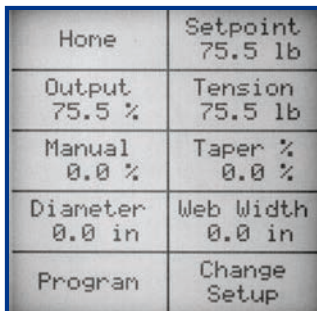 Home
Setpoint
75.5 lb
Output
75.5 %
Tension
75.5 lb
Manual
0.0 %
Taper %
0.0 %
Diameter
0.0 in
Web Width
0.0 in
Program
Change
Setup